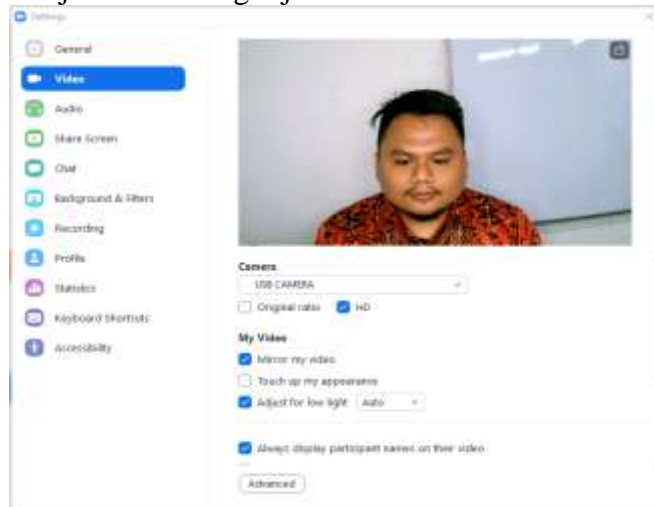 Settings
General
Video
Audio
Share Screen
Chat
Background & Filters
Recording
Profile
Statistics
Keyboard Shortcuts
Accessibility
Camera
USB CAMERA
Original ratio HD
My Video
Mirror my video
Touch up my appearance
Adjust for low light Auto
Always display participant names on their video
Advanced